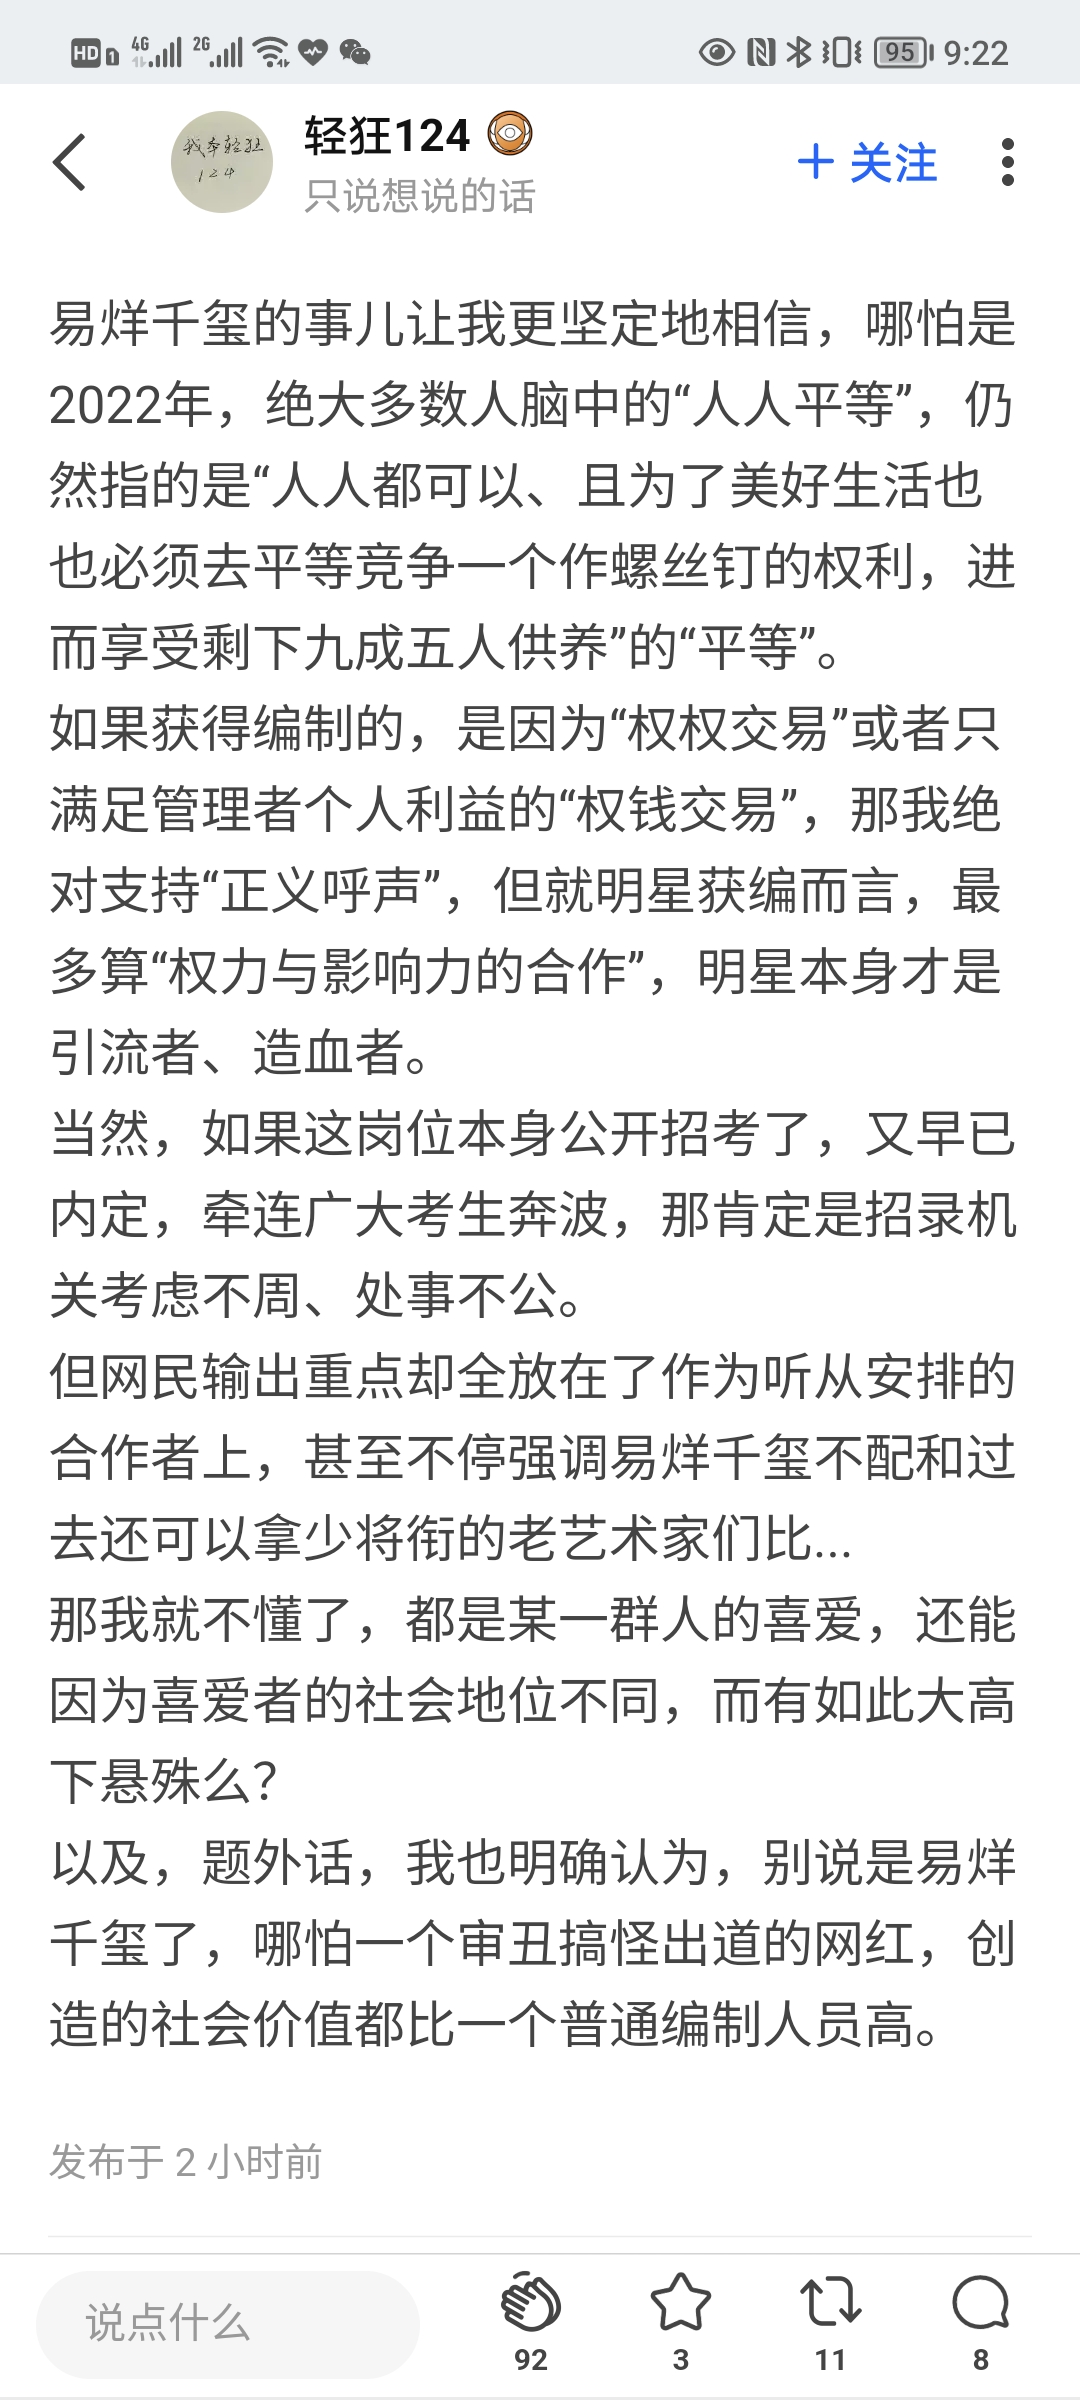 HD 1 4G 2G 95 9:22
轻狂124
我本轻狂
124
只说想说的话
+ 关注
易烊千玺的事儿让我更坚定地相信，哪怕是
2022年，绝大多数人脑中的“人人平等”，仍
然指的是“人人都可以、且为了美好生活也
也必须去平等竞争一个作螺丝钉的权利，进
而享受剩下九成五人供养”的“平等”。
如果获得编制的，是因为“权权交易”或者只
满足管理者个人利益的“权钱交易”，那我绝
对支持“正义呼声”，但就明星获编而言，最
多算“权力与影响力的合作”，明星本身才是
引流者、造血者。
当然，如果这岗位本身公开招考了，又早已
内定，牵连广大考生奔波，那肯定是招录机
关考虑不周、处事不公。
但网民输出重点却全放在了作为听从安排的
合作者上，甚至不停强调易烊千玺不配和过
去还可以拿少将衔的老艺术家们比...
那我就不懂了，都是某一群人的喜爱，还能
因为喜爱者的社会地位不同，而有如此大高
下悬殊么？
以及，题外话，我也明确认为，别说是易烊
千玺了，哪怕一个审丑搞怪出道的网红，创
造的社会价值都比一个普通编制人员高。
发布于 2 小时前
说点什么
92
3
11
8